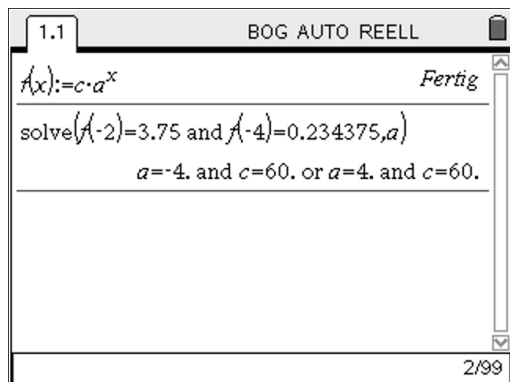 1.1 BOG AUTO REELL
f(x):=c·a^x Fertig
solve(f(-2)=3.75 and f(-4)=0.234375,a)
a=-4. and c=60. or a=4. and c=60.
2/99